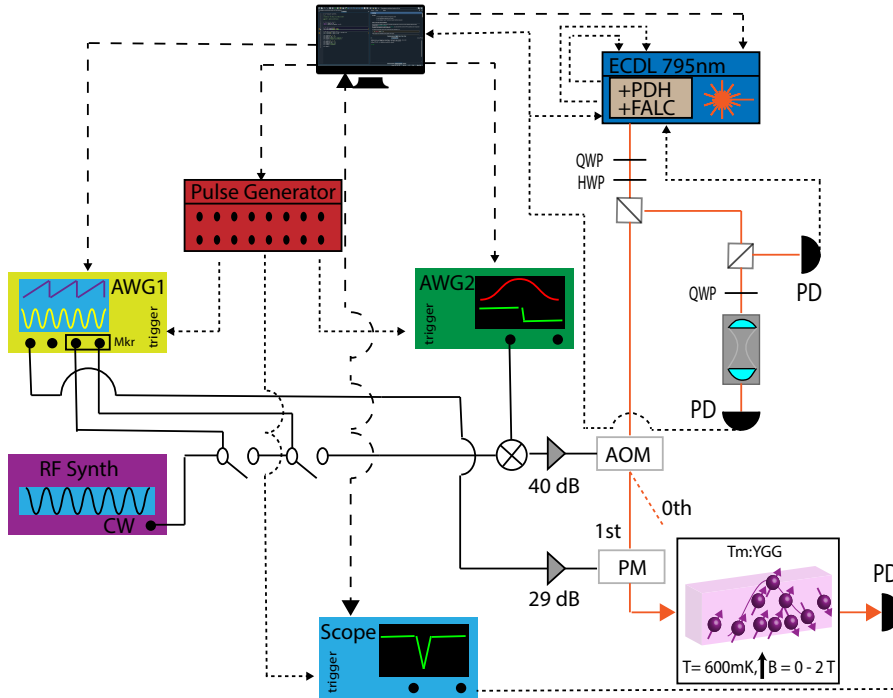 ECDL 795nm
+PDH
+FALC
QWP
HWP
Pulse Generator
AWG1
trigger
Mkr
AWG2
trigger
QWP
PD
PD
RF Synth
CW
40 dB
AOM
0th
1st
29 dB
PM
Tm:YGG
T= 600mK, B = 0 - 2 T
PD
Scope
trigger